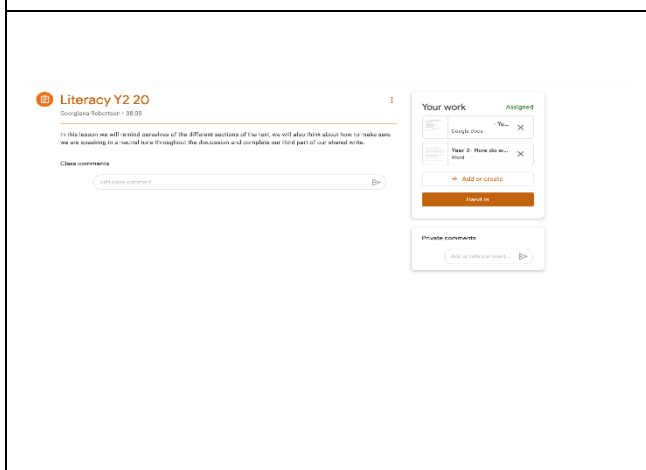 Literacy Y2 20
Georgiana Robertson • 08:00
In this lesson we will remind ourselves of the different sections of the text, we will also think about how to make sure
we are speaking in a neutral tone throughout the discussion and complete our third part of our shared write.
Class comments
Add class comment
Your work
Assigned
- Ye...
Google Docs
Year 2- How do w...
Word
+ Add or create
Hand in
Private comments
Add private comment...